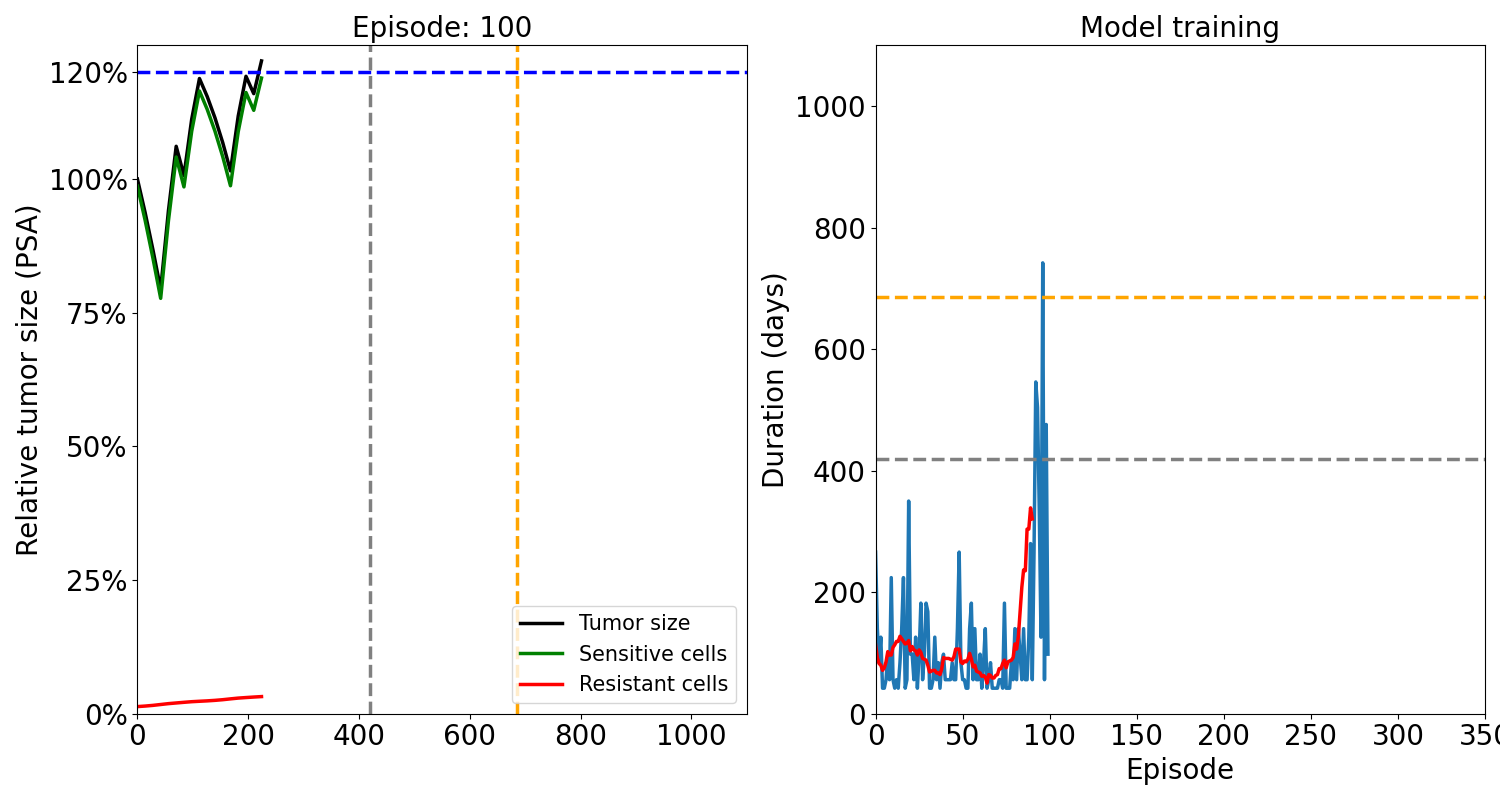 Episode: 100
Relative tumor size (PSA)
120%
100%
75%
50%
25%
0%
0 200 400 600 800 1000
Tumor size
Sensitive cells
Resistant cells
Model training
Duration (days)
1000
800
600
400
200
0
0 50 100 150 200 250 300 350
Episode